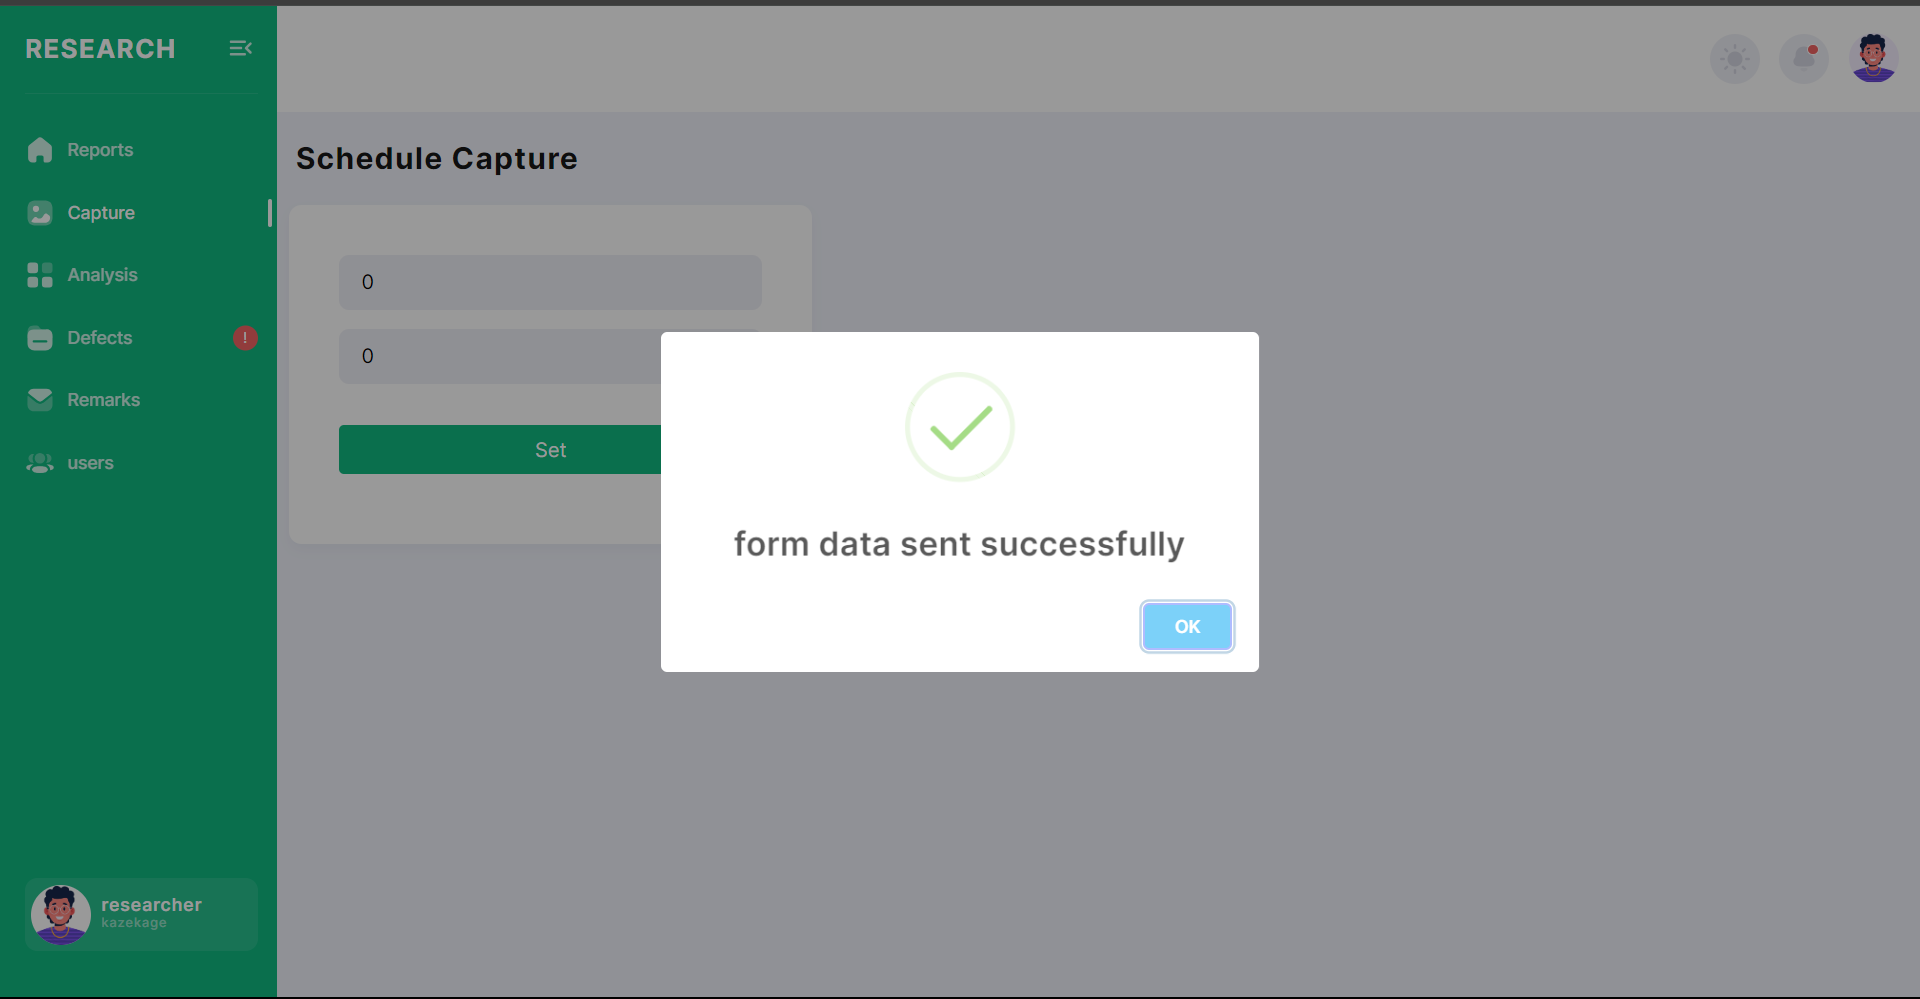 RESEARCH
Reports
Capture
Analysis
Defects !
Remarks
users
researcher
kazekage
Schedule Capture
0
0
Set
form data sent successfully
OK